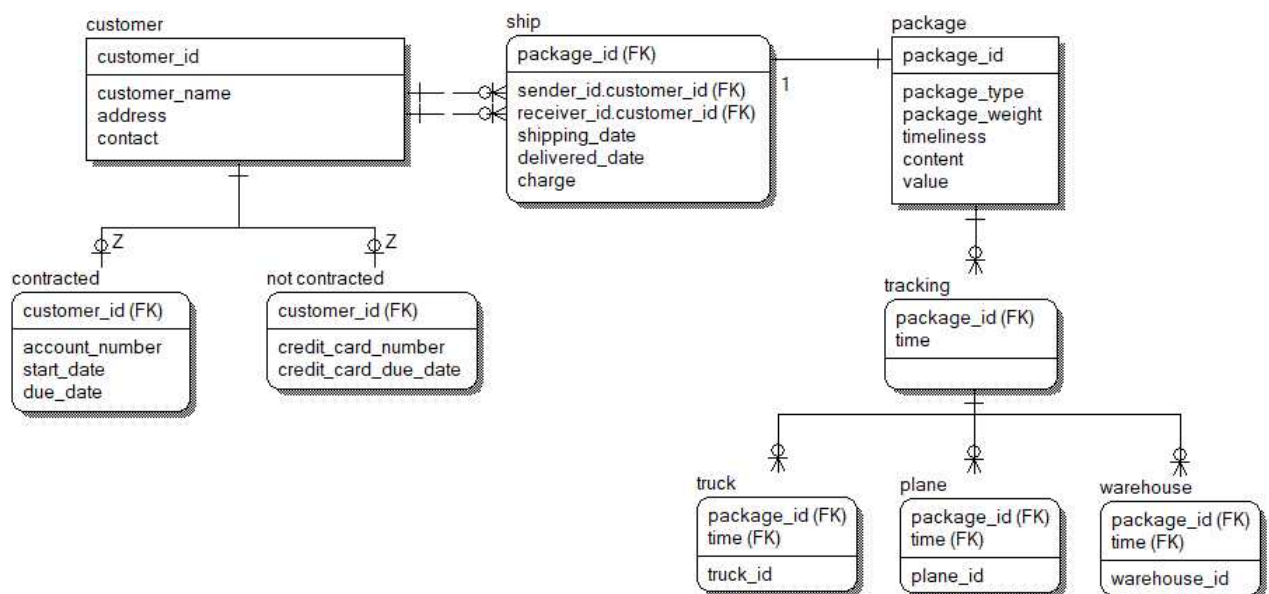 customer
customer_id
customer_name
address
contact
ship
package_id (FK)
sender_id.customer_id (FK)
receiver_id.customer_id (FK)
shipping_date
delivered_date
charge
1
package
package_id
package_type
package_weight
timeliness
content
value
Z
Z
contracted
customer_id (FK)
account_number
start_date
due_date
not contracted
customer_id (FK)
credit_card_number
credit_card_due_date
tracking
package_id (FK)
time
truck
package_id (FK)
time (FK)
truck_id
plane
package_id (FK)
time (FK)
plane_id
warehouse
package_id (FK)
time (FK)
warehouse_id